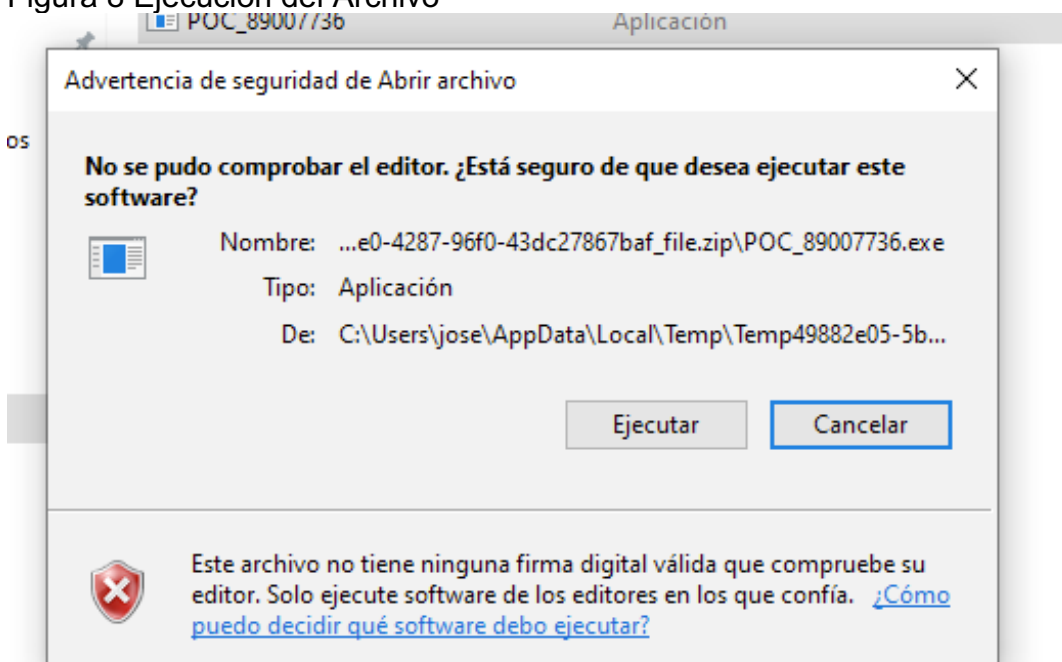 Figura 8 Ejecución del Archivo
POC_89007736 Aplicación
Advertencia de seguridad de Abrir archivo
os
No se pudo comprobar el editor. ¿Está seguro de que desea ejecutar este
software?
Nombre: ...e0-4287-96f0-43dc27867baf_file.zip\POC_89007736.exe
Tipo: Aplicación
De: C:\Users\jose\AppData\Local\Temp\Temp49882e05-5b...
Ejecutar Cancelar
Este archivo no tiene ninguna firma digital válida que compruebe su
editor. Solo ejecute software de los editores en los que confía. ¿Cómo
puedo decidir qué software debo ejecutar?